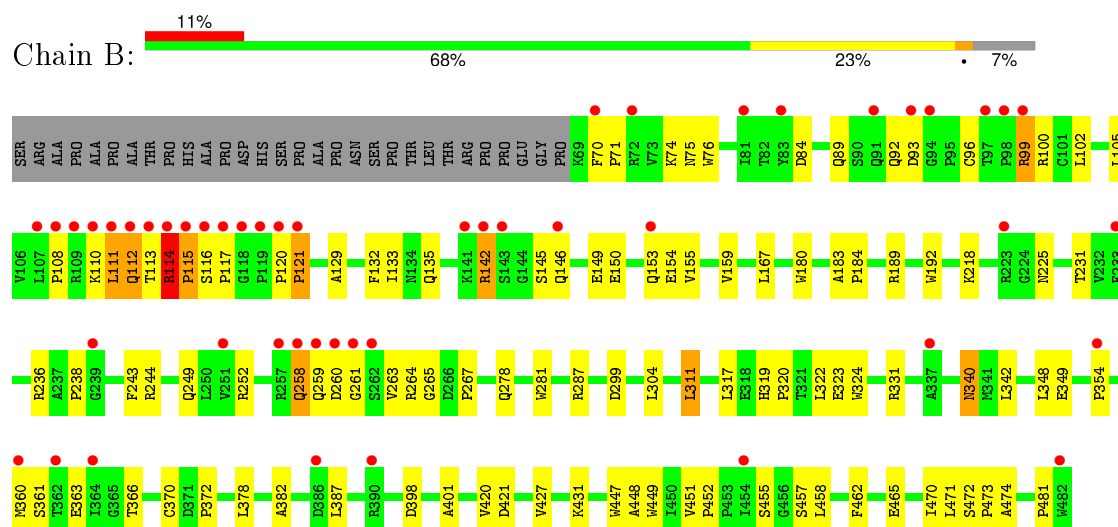 Chain B:
11%
68% 23% • 7%
SER ARG ALA PRO ALA PRO ALA THR PRO HIS ALA PRO ASP HIS SER PRO ALA PRO ASN SER PRO THR LEU THR ARG PRO PRO GLU GLY PRO K69 F70 P71 R72 V73 K74 N75 W76 I81 T82 Y83 D84 Q89 S90 Q91 Q92 D93 G94 P95 C96 T97 P98 R99 R100 C101 L102
V106 L107 P108 R109 K110 L111 Q112 T113 R114 P115 S116 P117 G118 P119 P120 P121 A129 F132 I133 N134 Q135 K141 R142 S143 G144 S145 Q146 E149 E150 Q153 E154 V155 V159 L167 W180 A183 P184 R189 W192 K218 R223 G224 N225 T231 V232
R236 A237 P238 G239 F243 R244 Q249 L250 V251 R252 R257 Q258 Q259 D260 G261 S262 V263 R264 G265 D266 P267 Q278 W281 R287 D299 L304 L311 L317 E318 H319 P320 T321 L322 E323 W324 R331 A337 N340 M341 L342 L348 E349 P354
M360 S361 T362 E363 I364 G365 T366 G370 D371 P372 L378 A382 D386 L387 R390 D398 A401 V420 D421 V427 K431 W447 A448 W449 I450 V451 P452 P453 I454 S455 G456 S457 L458 F462 E465 I470 L471 S472 P473 A474 P481 W482